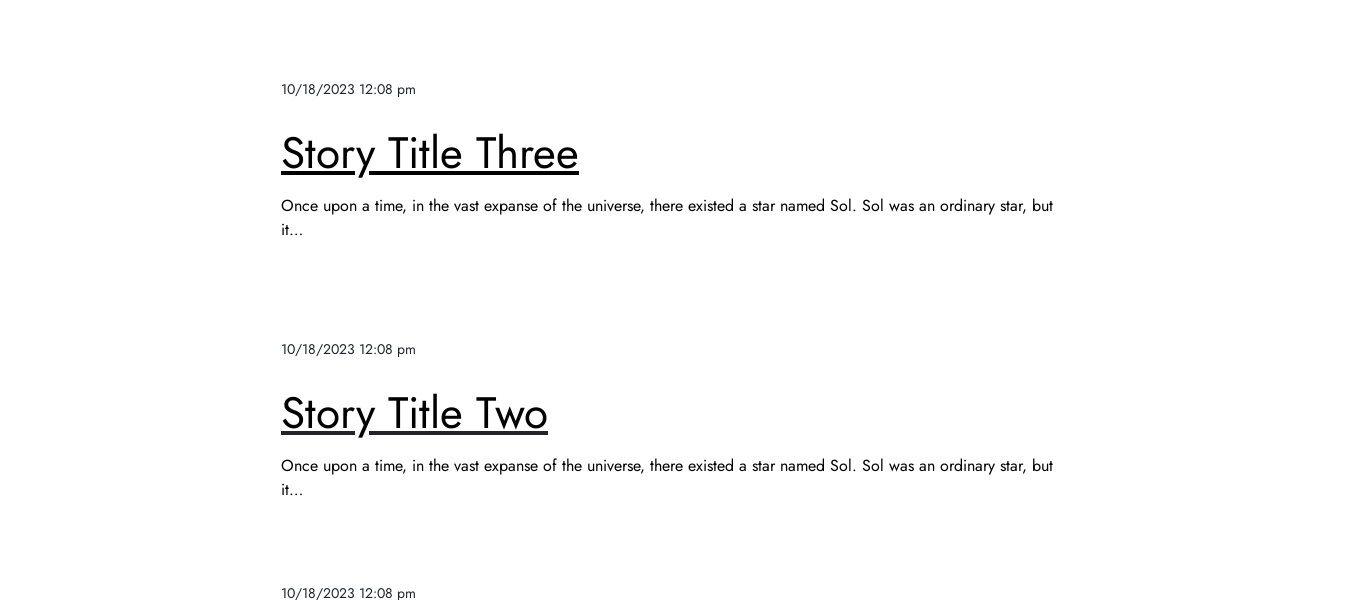 10/18/2023 12:08 pm
Story Title Three
Once upon a time, in the vast expanse of the universe, there existed a star named Sol. Sol was an ordinary star, but
it...
10/18/2023 12:08 pm
Story Title Two
Once upon a time, in the vast expanse of the universe, there existed a star named Sol. Sol was an ordinary star, but
it...
10/18/2023 12:08 pm